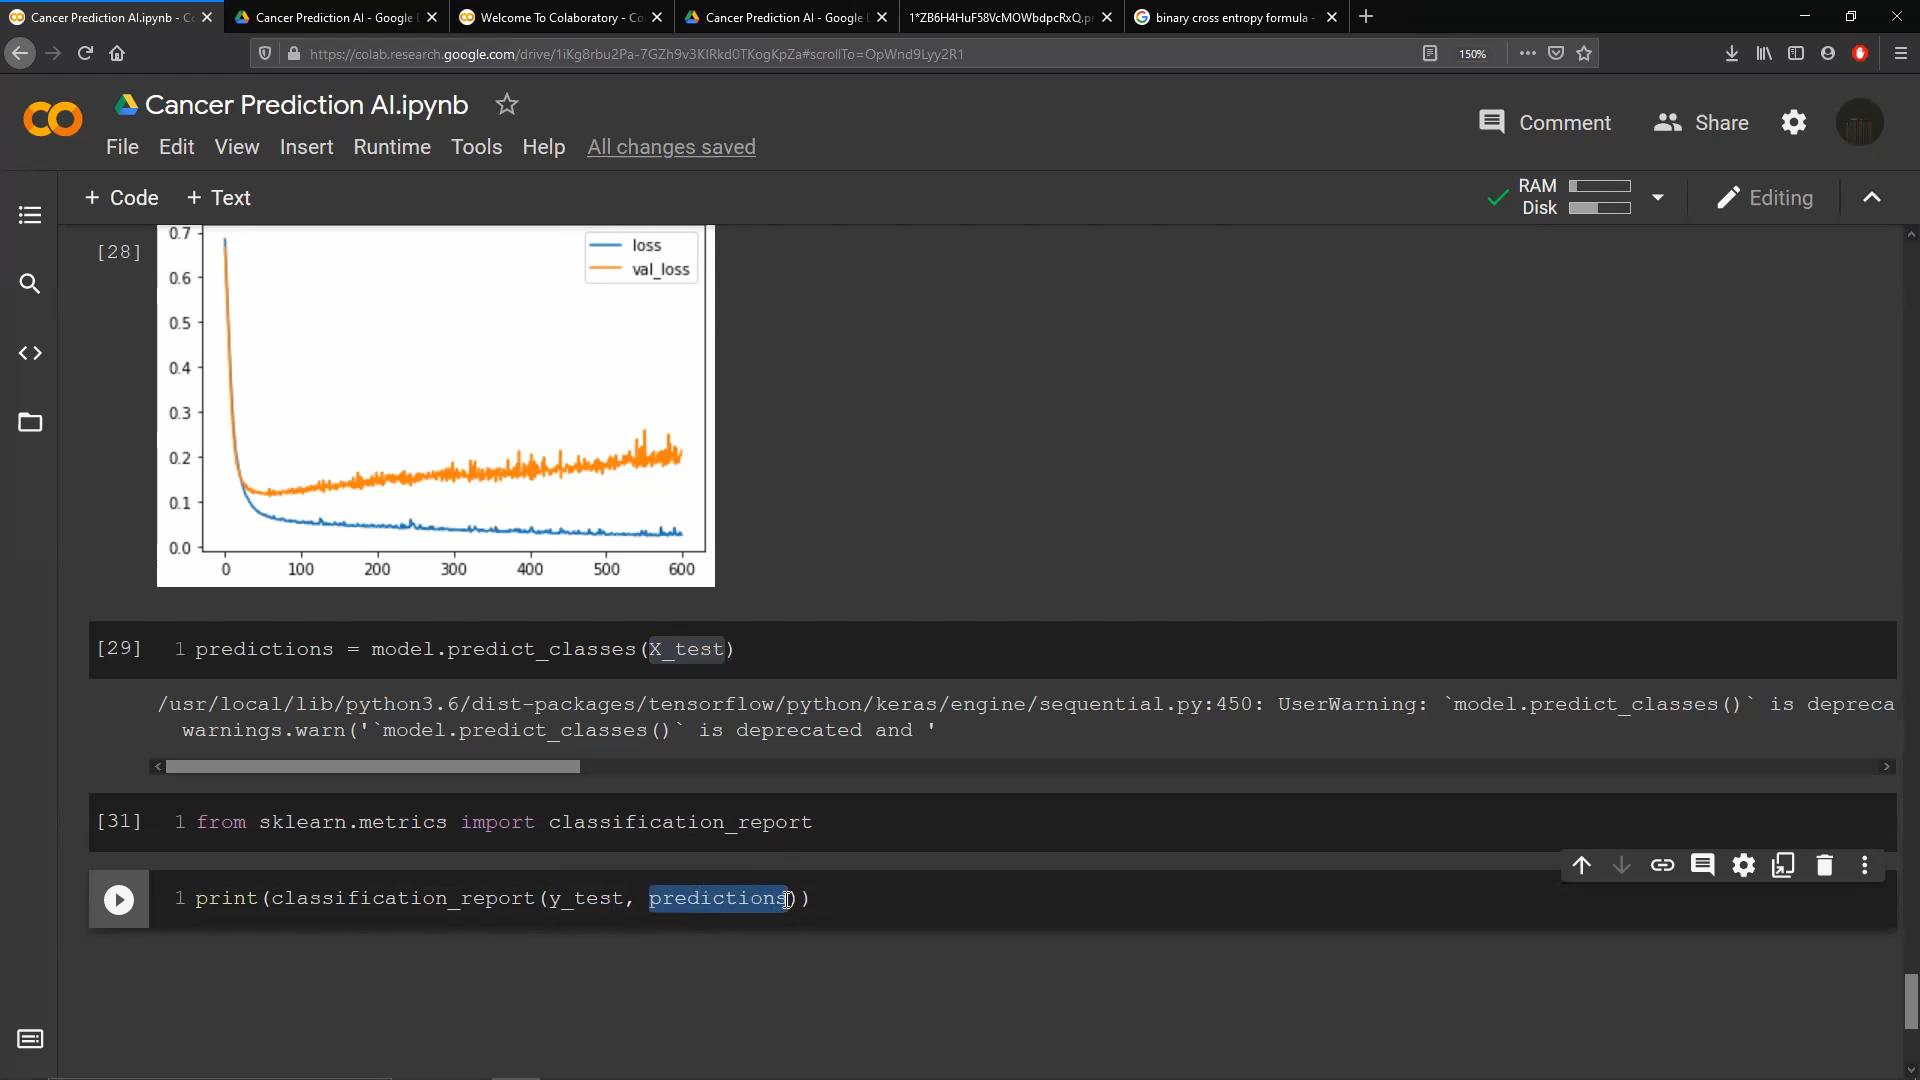 Cancer Prediction AI.ipynb - Co
Cancer Prediction AI - Google
Welcome To Colaboratory - Co
Cancer Prediction AI - Google
1*ZB6H4HuF58VcMOWbdpcRxQ.pn
binary cross entropy formula -
https://colab.research.google.com/drive/1iKg8rbu2Pa-7GZh9v3KIRkd0TKogKpZa#scrollTo=OpWnd9Lyy2R1
150%
Cancer Prediction AI.ipynb
Comment
Share
File Edit View Insert Runtime Tools Help All changes saved
+ Code + Text
RAM
Disk
Editing
[28]
0.7
0.6
0.5
0.4
0.3
0.2
0.1
0.0
0 100 200 300 400 500 600
loss
val_loss
[29] 1 predictions = model.predict_classes(X_test)
/usr/local/lib/python3.6/dist-packages/tensorflow/python/keras/engine/sequential.py:450: UserWarning: `model.predict_classes()` is depreca
warnings.warn('`model.predict_classes()` is deprecated and '
[31] 1 from sklearn.metrics import classification_report
1 print(classification_report(y_test, predictions))